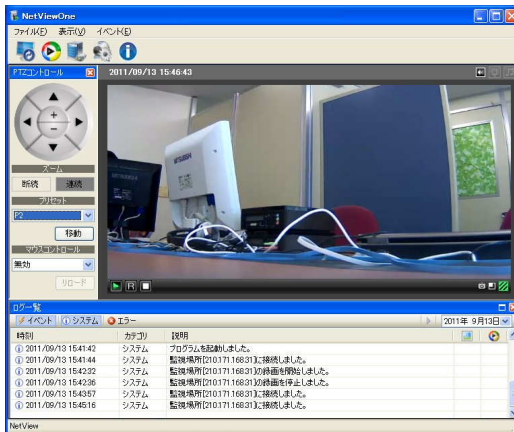 NetViewOne
ファイル(F) 表示(V) イベント(E)
PTZコントロール
2011/09/13 15:46:43
MITSUBISHI
ズーム
断続 連続
プリセット
P2
移動
マウスコントロール
無効
リロード
R
ログ一覧
イベント システム エラー 2011年 9月13日
時刻 カテゴリ 説明
2011/09/13 15:41:42 システム プログラムを起動しました。
2011/09/13 15:41:44 システム 監視場所[210.171.168.31]に接続しました。
2011/09/13 15:42:32 システム 監視場所[210.171.168.31]の録画を開始しました。
2011/09/13 15:42:36 システム 監視場所[210.171.168.31]の録画を停止しました。
2011/09/13 15:43:57 システム 監視場所[210.171.168.31]に接続しました。
2011/09/13 15:45:16 システム 監視場所[210.171.168.31]に接続しました。
NetView